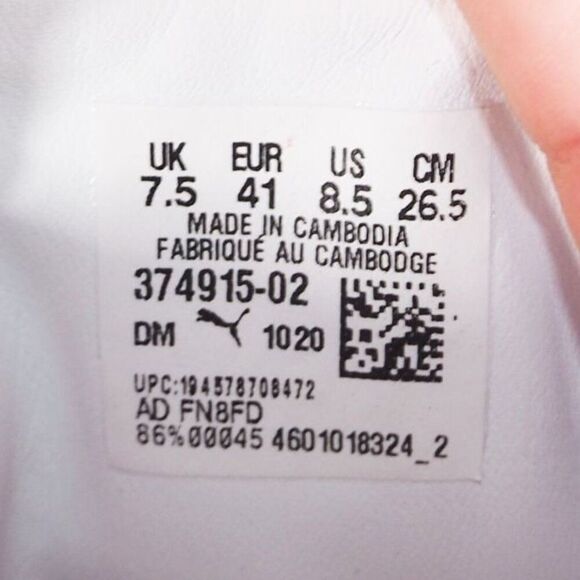 UK EUR US CM
7.5 41 8.5 26.5
MADE IN CAMBODIA
FABRIQUÉ AU CAMBODGE
374915-02
DM 1020
UPC:194578708472
AD FN8FD
86%00045 4601018324_2